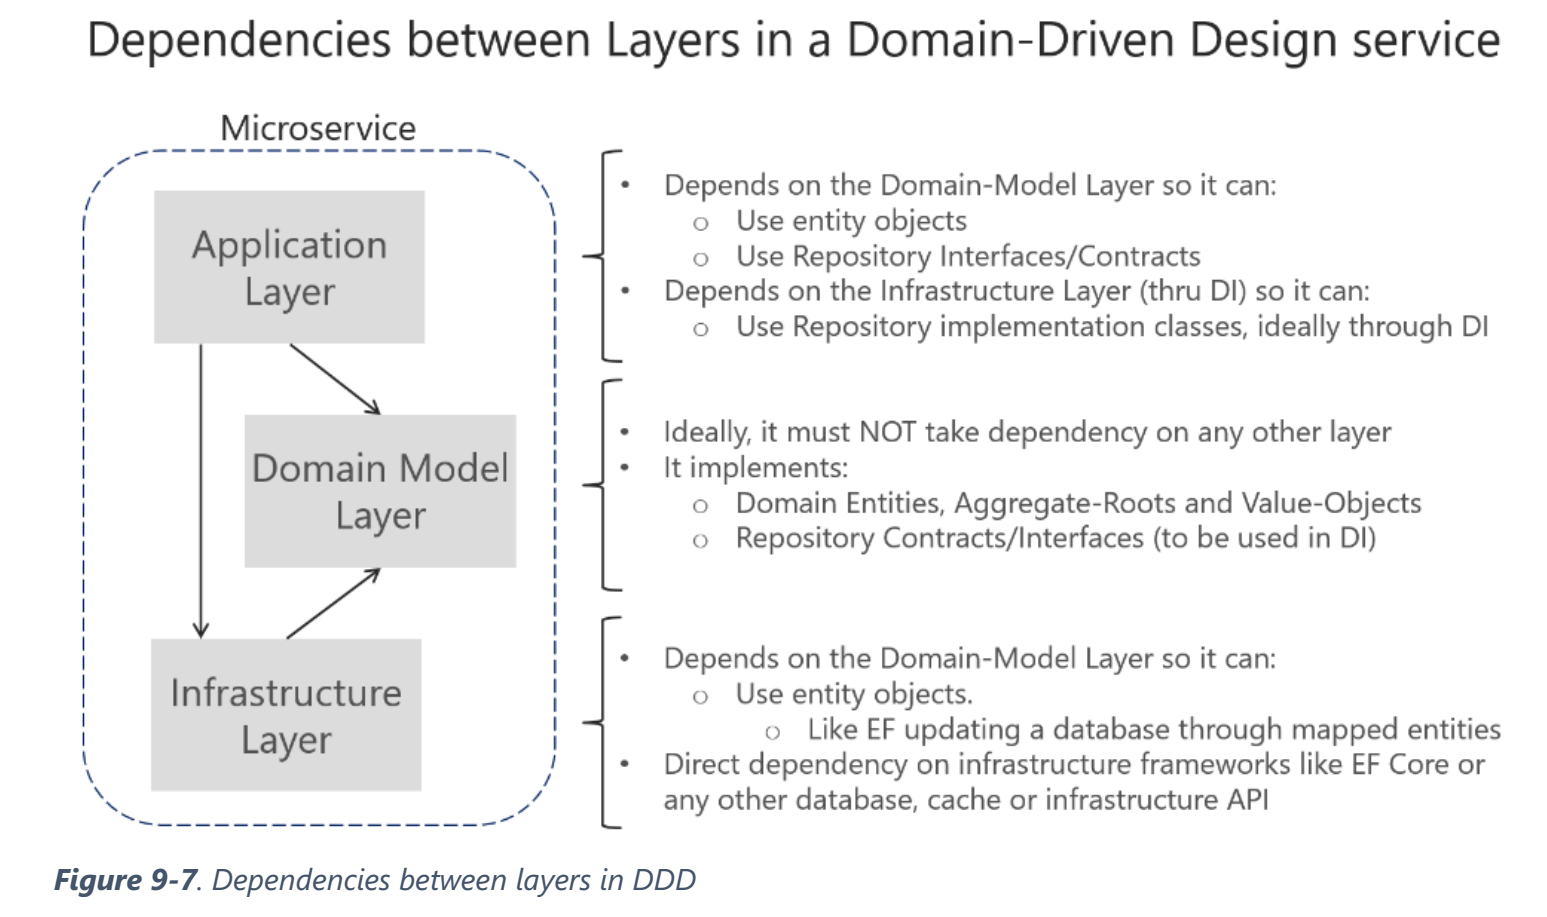 Dependencies between Layers in a Domain-Driven Design service
Microservice
Application
Layer
• Depends on the Domain-Model Layer so it can:
o Use entity objects
o Use Repository Interfaces/Contracts
• Depends on the Infrastructure Layer (thru DI) so it can:
o Use Repository implementation classes, ideally through DI
Domain Model
Layer
• Ideally, it must NOT take dependency on any other layer
• It implements:
o Domain Entities, Aggregate-Roots and Value-Objects
o Repository Contracts/Interfaces (to be used in DI)
Infrastructure
Layer
• Depends on the Domain-Model Layer so it can:
o Use entity objects.
o Like EF updating a database through mapped entities
• Direct dependency on infrastructure frameworks like EF Core or
any other database, cache or infrastructure API
Figure 9-7. Dependencies between layers in DDD